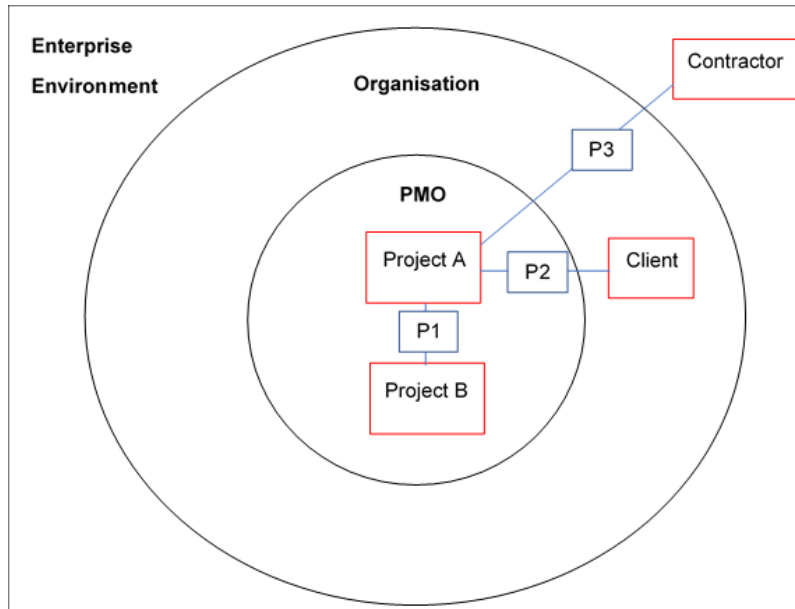 Enterprise
Environment
Organisation
Contractor
P3
PMO
Project A
P2
Client
P1
Project B